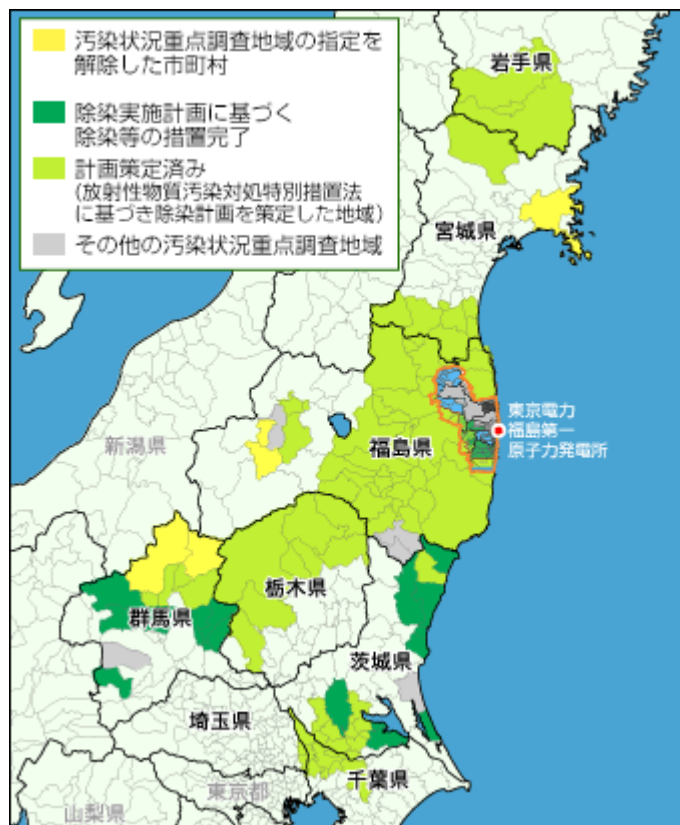 汚染状況重点調査地域の指定を
解除した市町村
除染実施計画に基づく
除染等の措置完了
計画策定済み
(放射性物質汚染対処特別措置法
に基づき除染計画を策定した地域)
その他の汚染状況重点調査地域
岩手県
宮城県
東京電力
福島第一
原子力発電所
新潟県
福島県
栃木県
群馬県
茨城県
埼玉県
千葉県
東京都
山梨県